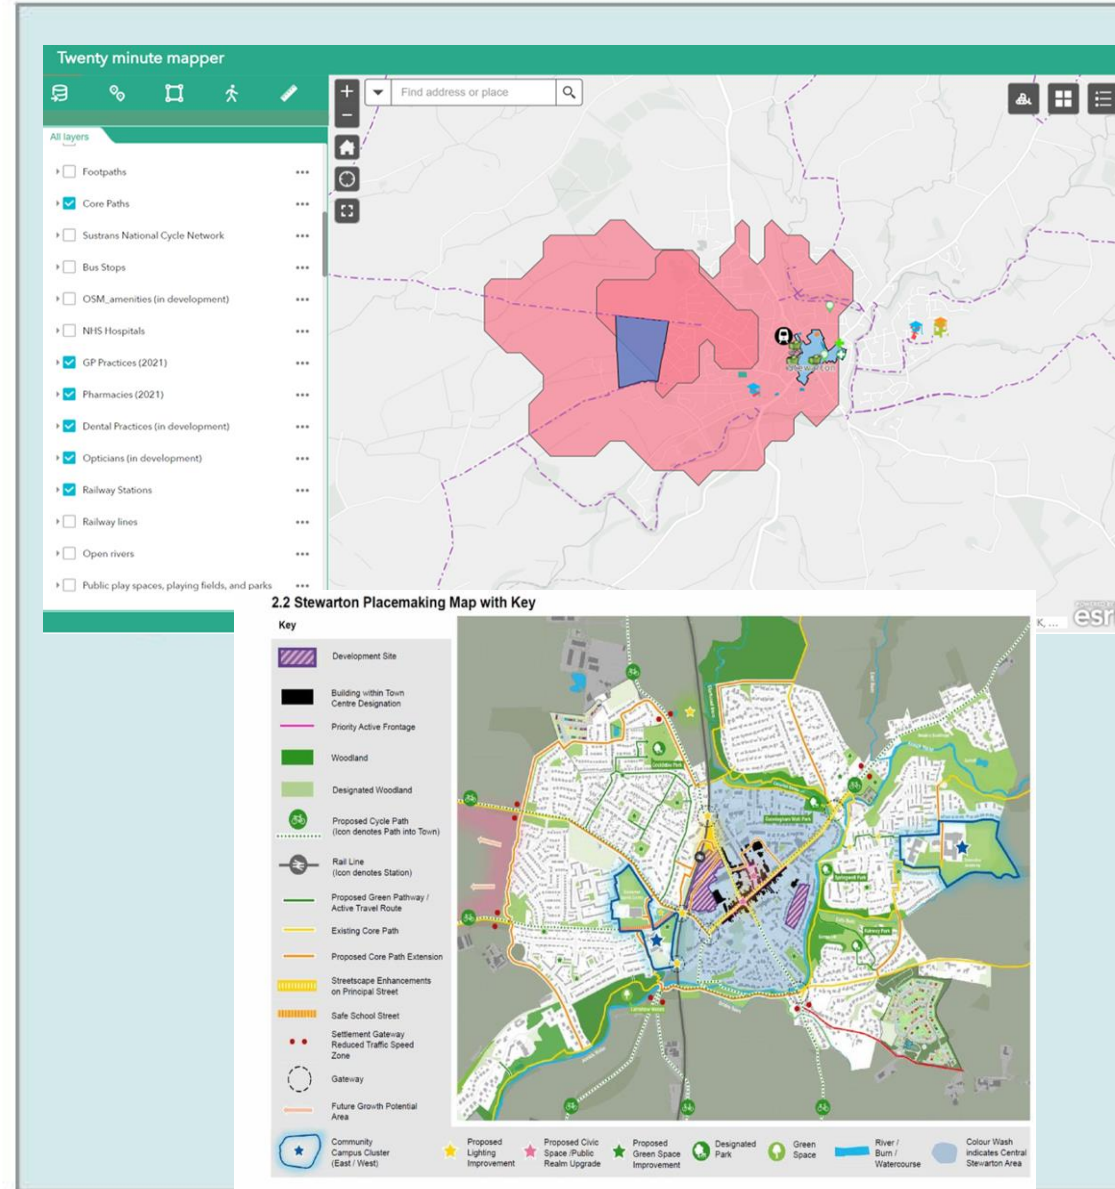 Twenty minute mapper
Find address or place
All layers
Footpaths
Core Paths
Sustrans National Cycle Network
Bus Stops
OSM_amenities (in development)
NHS Hospitals
GP Practices (2021)
Pharmacies (2021)
Dental Practices (in development)
Opticians (in development)
Railway Stations
Railway lines
Open rivers
Public play spaces, playing fields, and parks
esri
2.2 Stewarton Placemaking Map with Key
Key
Development Site
Building within Town
Centre Designation
Priority Active Frontage
Woodland
Designated Woodland
Proposed Cycle Path
(Icon denotes Path into Town)
Rail Line
(Icon denotes Station)
Proposed Green Pathway /
Active Travel Route
Existing Core Path
Proposed Core Path Extension
Streetscape Enhancements
on Principal Street
Safe School Street
Settlement Gateway
Reduced Traffic Speed
Zone
Gateway
Future Growth Potential
Area
Community
Campus Cluster
(East / West)
Proposed
Lighting
Improvement
Proposed Civic
Space /Public
Realm Upgrade
Proposed
Green Space
Improvement
Designated
Park
Green
Space
River /
Burn /
Watercourse
Colour Wash
indicates Central
Stewarton Area